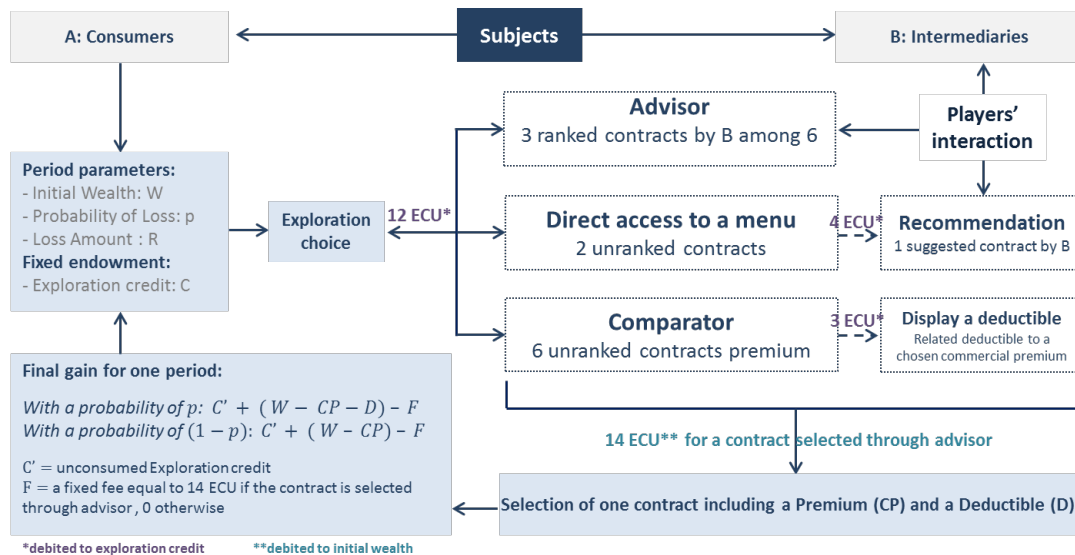 A: Consumers
Subjects
B: Intermediaries
Advisor
3 ranked contracts by B among 6
Players'
interaction
Period parameters:
- Initial Wealth: W
- Probability of Loss: p
- Loss Amount : R
Fixed endowment:
- Exploration credit: C
Exploration
choice
12 ECU*
Direct access to a menu
2 unranked contracts
4 ECU*
Recommendation
1 suggested contract by B
Comparator
6 unranked contracts premium
3 ECU*
Display a deductible
Related deductible to a
chosen commercial premium
Final gain for one period:
With a probability of p: C' + ( W − CP − D) − F
With a probability of (1 − p): C' + ( W − CP) − F
C' = unconsumed Exploration credit
F = a fixed fee equal to 14 ECU if the contract is selected
through advisor , 0 otherwise
14 ECU** for a contract selected through advisor
Selection of one contract including a Premium (CP) and a Deductible (D)
*debited to exploration credit
**debited to initial wealth